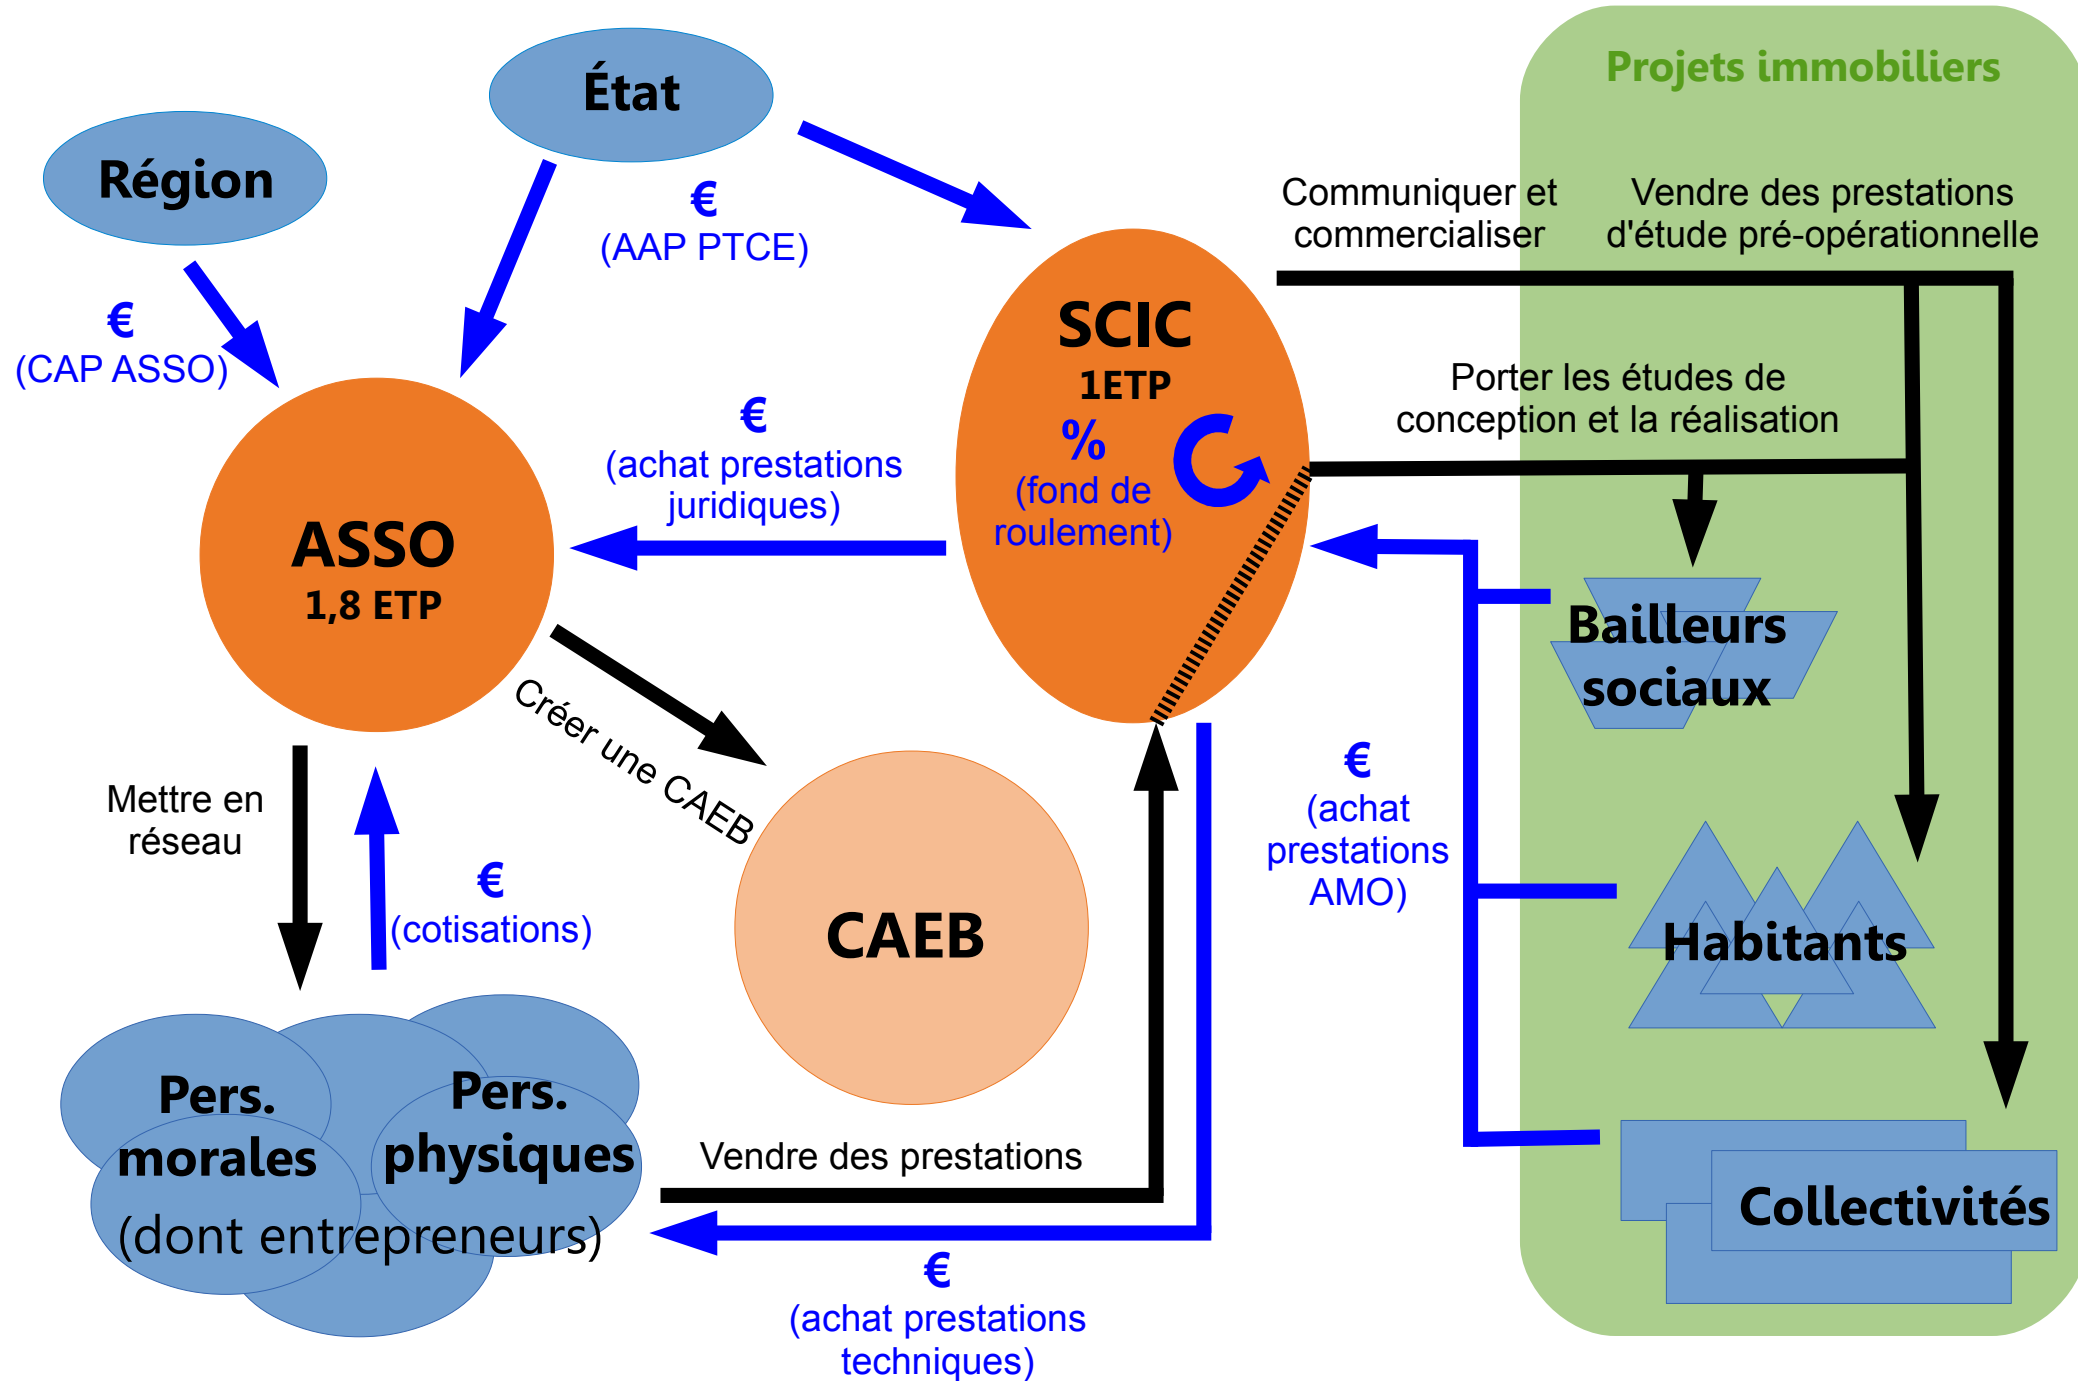 Projets immobiliers
État
Région
€
(AAP PTCE)
€
(CAP ASSO)
Communiquer et
commercialiser
Vendre des prestations
d'étude pré-opérationnelle
SCIC
1ETP
%
(fond de
roulement)
Porter les études de
conception et la réalisation
€
(achat prestations
juridiques)
ASSO
1,8 ETP
Bailleurs
sociaux
Créer une CAEB
Mettre en
réseau
€
(cotisations)
€
(achat
prestations
AMO)
CAEB
Habitants
Pers.
morales
Pers.
physiques
(dont entrepreneurs)
Vendre des prestations
Collectivités
€
(achat prestations
techniques)